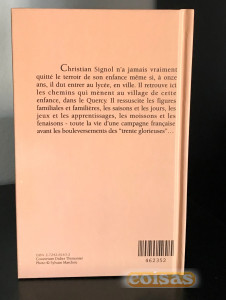 Christian Signol n'a jamais vraiment
quitté le terroir de son enfance même si, à onze
ans, il dut entrer au lycée, en ville. Il retrouve ici
les chemins qui mènent au village de cette
enfance, dans le Quercy. Il ressuscite les figures
familiales et familières, les saisons et les jours, les
jeux et les apprentissages, les moissons et les
fenaisons - toute la vie d'une campagne française
avant les bouleversements des "trente glorieuses"...
462352
coisas